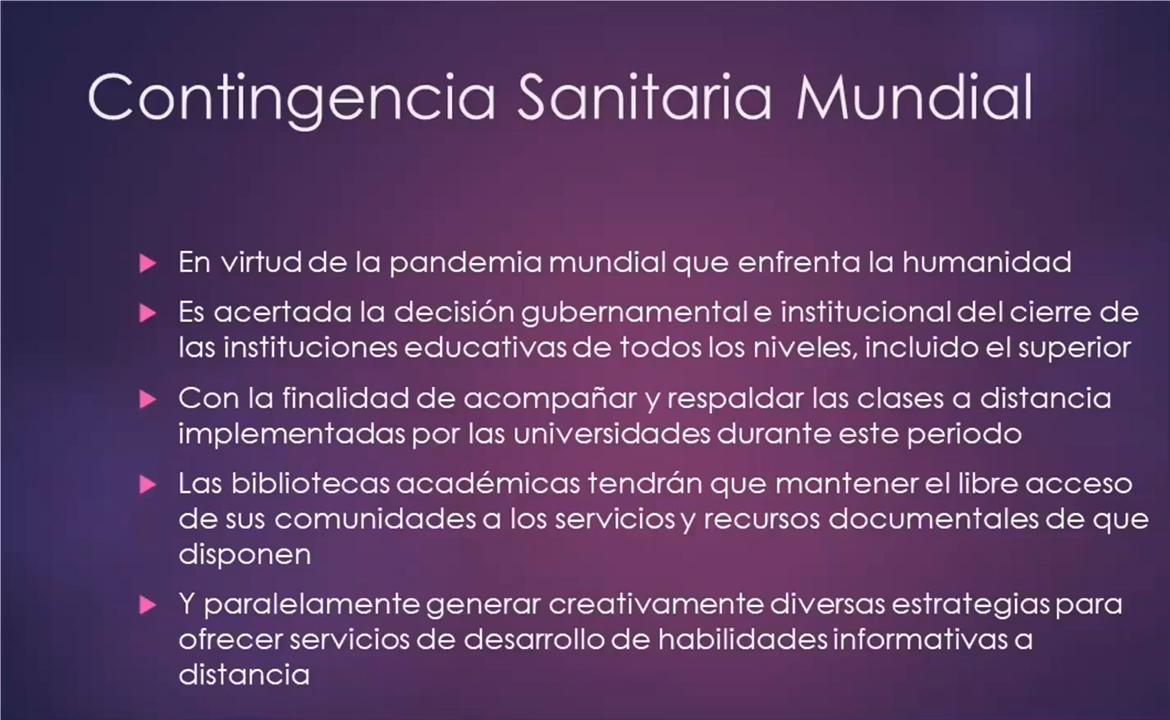 Contingencia Sanitaria Mundial
En virtud de la pandemia mundial que enfrenta la humanidad
Es acertada la decisión gubernamental e institucional del cierre de
las instituciones educativas de todos los niveles, incluido el superior
Con la finalidad de acompañar y respaldar las clases a distancia
implementadas por las universidades durante este periodo
Las bibliotecas académicas tendrán que mantener el libre acceso
de sus comunidades a los servicios y recursos documentales de que
disponen
Y paralelamente generar creativamente diversas estrategias para
ofrecer servicios de desarrollo de habilidades informativas a
distancia